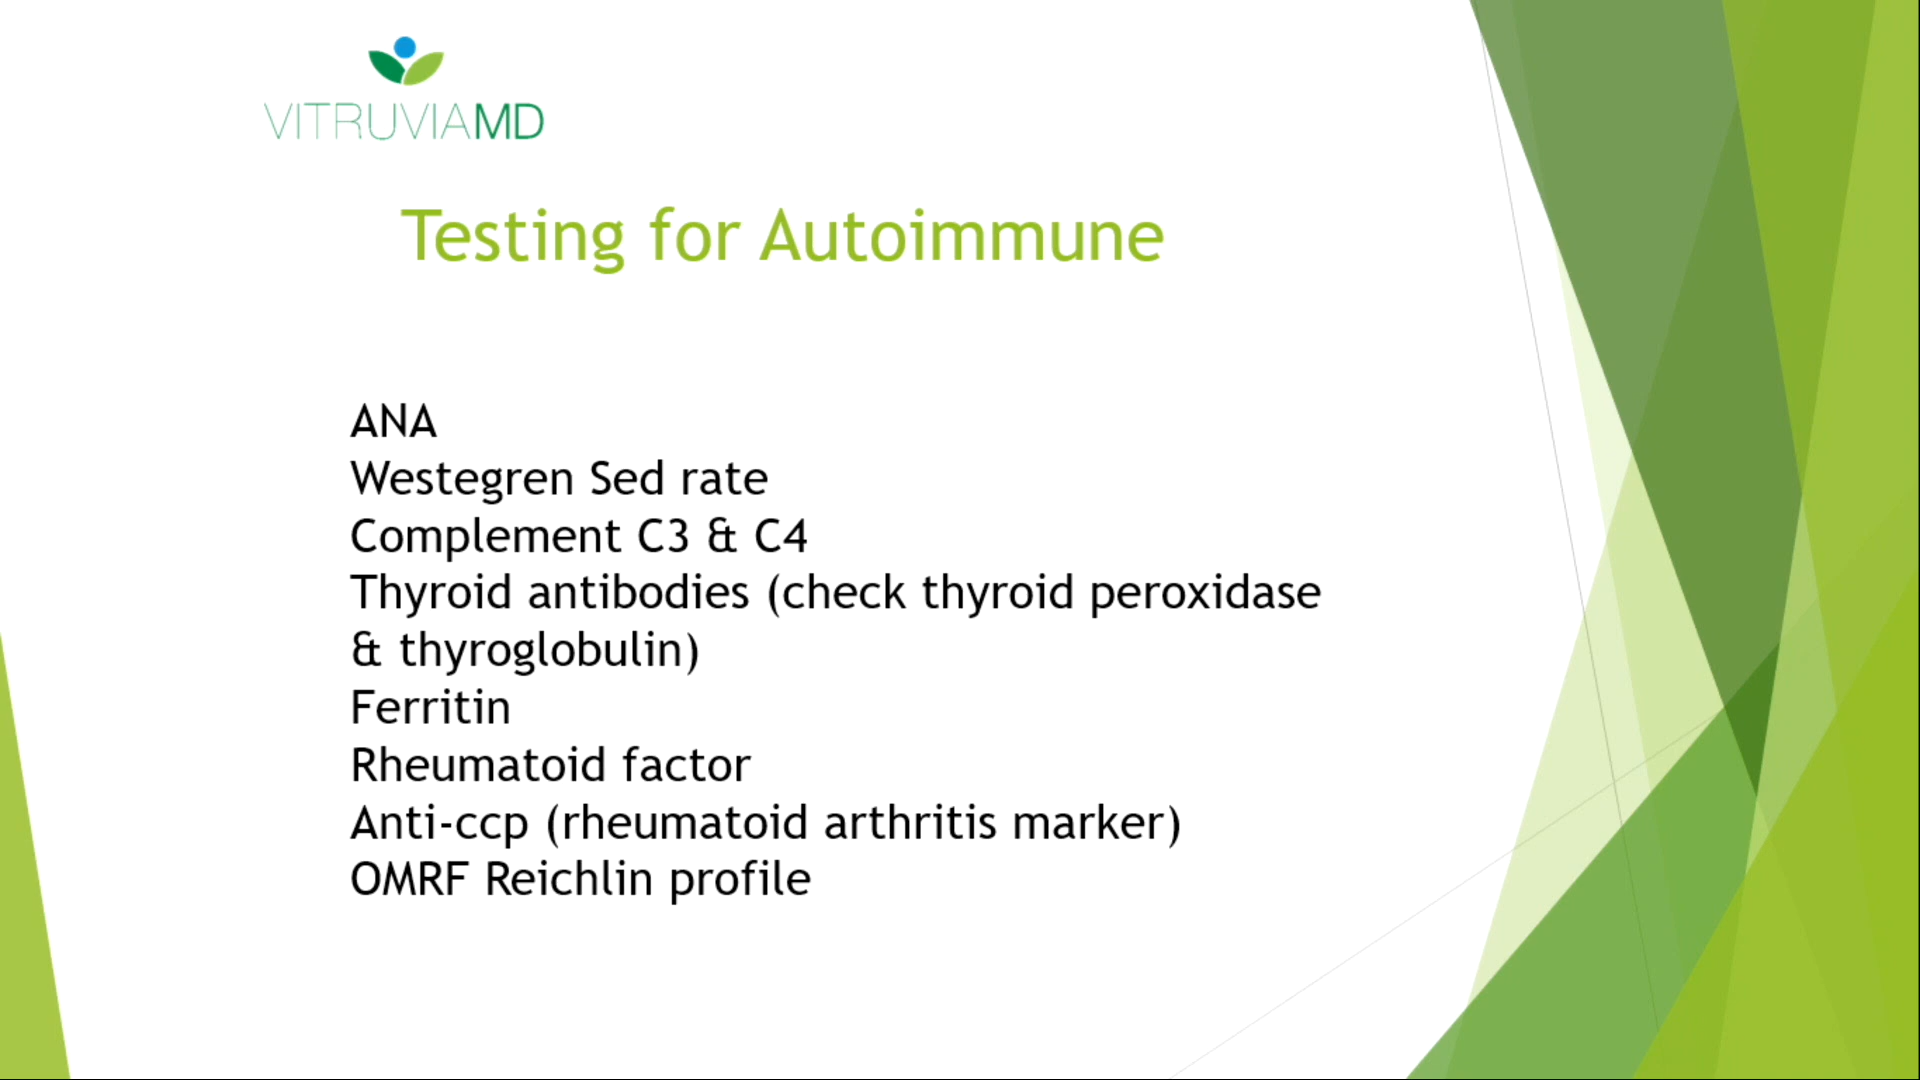 VITRUVIAMD
Testing for Autoimmune
ANA
Westegren Sed rate
Complement C3 & C4
Thyroid antibodies (check thyroid peroxidase
& thyroglobulin)
Ferritin
Rheumatoid factor
Anti-ccp (rheumatoid arthritis marker)
OMRF Reichlin profile